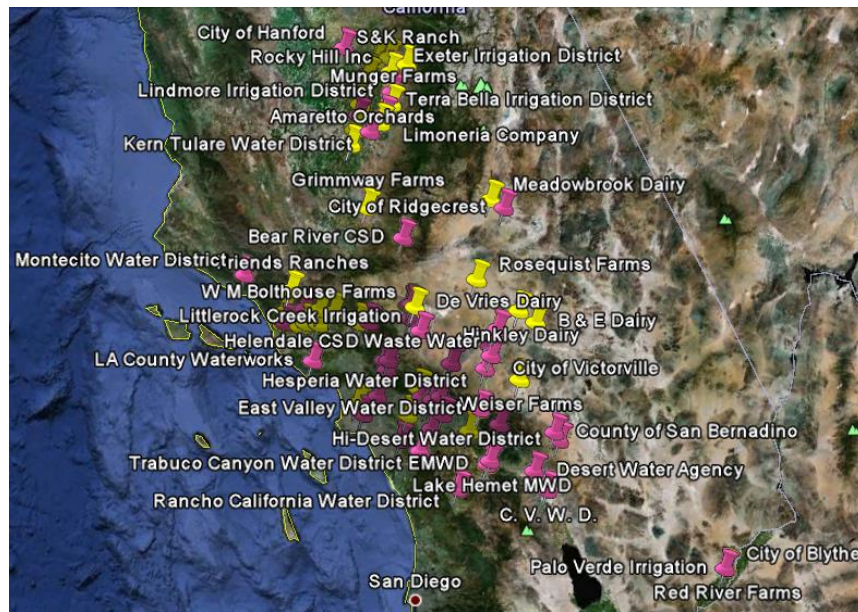 California
City of Hanford
S&K Ranch
Rocky Hill Inc
Exeter Irrigation District
Munger Farms
Lindmore Irrigation District
Terra Bella Irrigation District
Amaretto Orchards
Limoneria Company
Kern Tulare Water District
Grimmway Farms
Meadowbrook Dairy
City of Ridgecrest
Bear River CSD
Montecito Water District
riends Ranches
Rosequist Farms
W M Bolthouse Farms
De Vries Dairy
Littlerock Creek Irrigation
B & E Dairy
Helendale CSD Waste Water
Hinkley Dairy
LA County Waterworks
City of Victorville
Hesperia Water District
East Valley Water District
Weiser Farms
Hi-Desert Water District
County of San Bernadino
Trabuco Canyon Water District
EMWD
Desert Water Agency
Lake Hemet MWD
Rancho California Water District
C. V. W. D.
City of Blythe
Palo Verde Irrigation
San Diego
Red River Farms